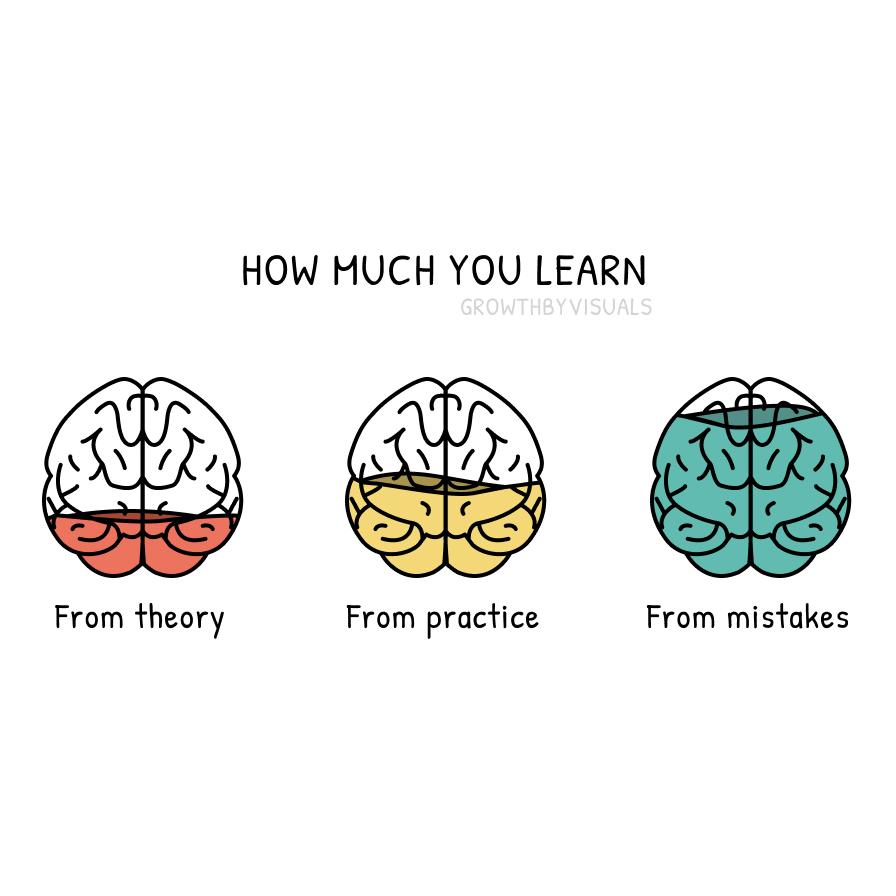 HOW MUCH YOU LEARN
GROWTHBYVISUALS
From theory
From practice
From mistakes